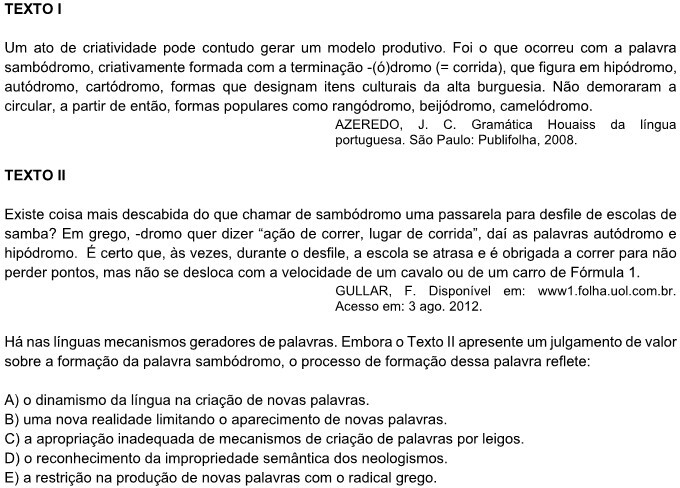 TEXTO I
Um ato de criatividade pode contudo gerar um modelo produtivo. Foi o que ocorreu com a palavra
sambódromo, criativamente formada com a terminação -(ó)dromo (= corrida), que figura em hipódromo,
autódromo, cartódromo, formas que designam itens culturais da alta burguesia. Não demoraram a
circular, a partir de então, formas populares como rangódromo, beijódromo, camelódromo.
AZEREDO, J. C. Gramática Houaiss da língua
portuguesa. São Paulo: Publifolha, 2008.
TEXTO II
Existe coisa mais descabida do que chamar de sambódromo uma passarela para desfile de escolas de
samba? Em grego, -dromo quer dizer “ação de correr, lugar de corrida”, daí as palavras autódromo e
hipódromo. É certo que, às vezes, durante o desfile, a escola se atrasa e é obrigada a correr para não
perder pontos, mas não se desloca com a velocidade de um cavalo ou de um carro de Fórmula 1.
GULLAR, F. Disponível em: www1.folha.uol.com.br.
Acesso em: 3 ago. 2012.
Há nas línguas mecanismos geradores de palavras. Embora o Texto II apresente um julgamento de valor
sobre a formação da palavra sambódromo, o processo de formação dessa palavra reflete:
A) o dinamismo da língua na criação de novas palavras.
B) uma nova realidade limitando o aparecimento de novas palavras.
C) a apropriação inadequada de mecanismos de criação de palavras por leigos.
D) o reconhecimento da impropriedade semântica dos neologismos.
E) a restrição na produção de novas palavras com o radical grego.